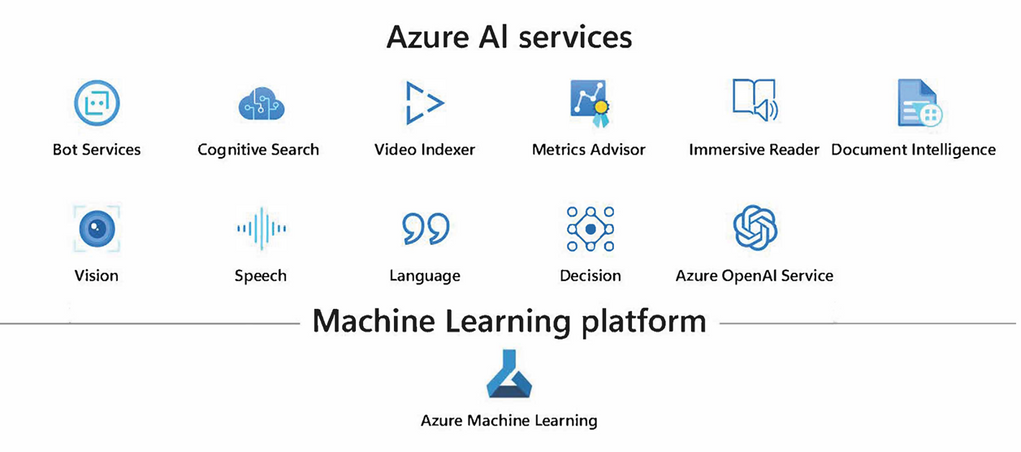 Azure AI services
Bot Services
Cognitive Search
Video Indexer
Metrics Advisor
Immersive Reader
Document Intelligence
Vision
Speech
Language
Decision
Azure OpenAI Service
Machine Learning platform
Azure Machine Learning